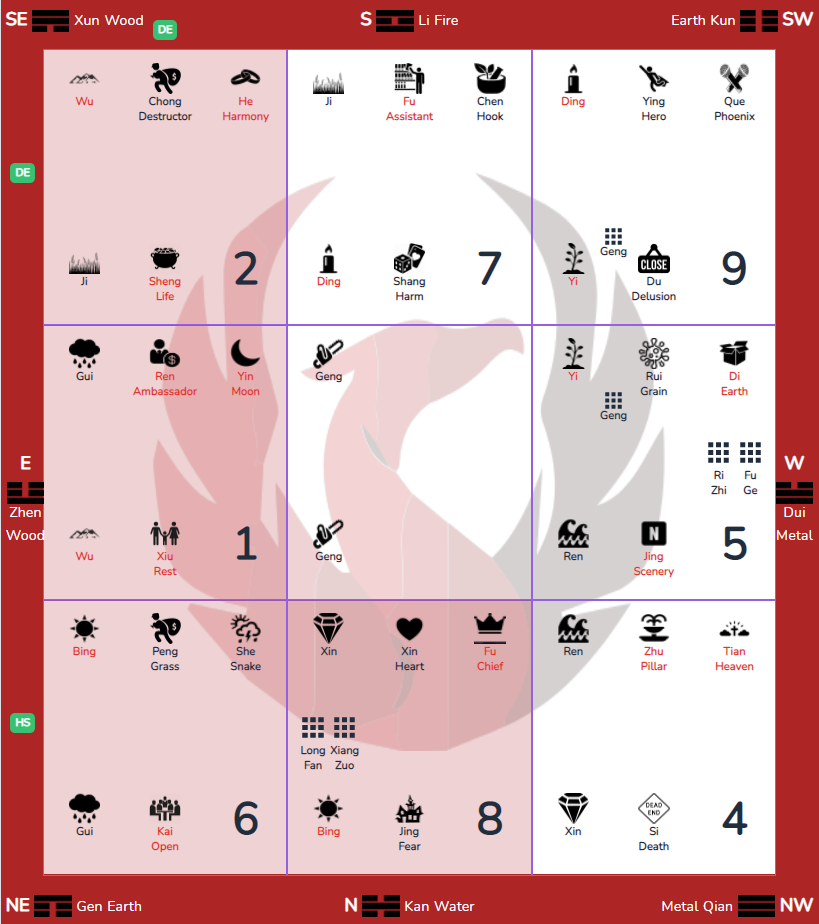 SE Xun Wood
S Li Fire
Earth Kun SW
DE
DE
Wu
Chong
Destructor
He
Harmony
Ji
Sheng
Life
2
Ji
Fu
Assistant
Chen
Hook
Ding
Shang
Harm
7
Ding
Ying
Hero
Que
Phoenix
Geng
Yi
CLOSE
Du
Delusion
9
E
Zhen
Wood
Gui
Ren
Ambassador
Yin
Moon
Wu
Xiu
Rest
1
Geng
Geng
Yi
Rui
Grain
Di
Earth
Geng
Ri
Zhi
Fu
Ge
Ren
N
Jing
Scenery
5
W
Dui
Metal
HS
Bing
Peng
Grass
She
Snake
Gui
Kai
Open
6
Xin
Xin
Heart
Fu
Chief
Long
Fan
Xiang
Zuo
Bing
Jing
Fear
8
Ren
Zhu
Pillar
Tian
Heaven
Xin
DEAD
END
Si
Death
4
NE Gen Earth
N Kan Water
Metal Qian NW